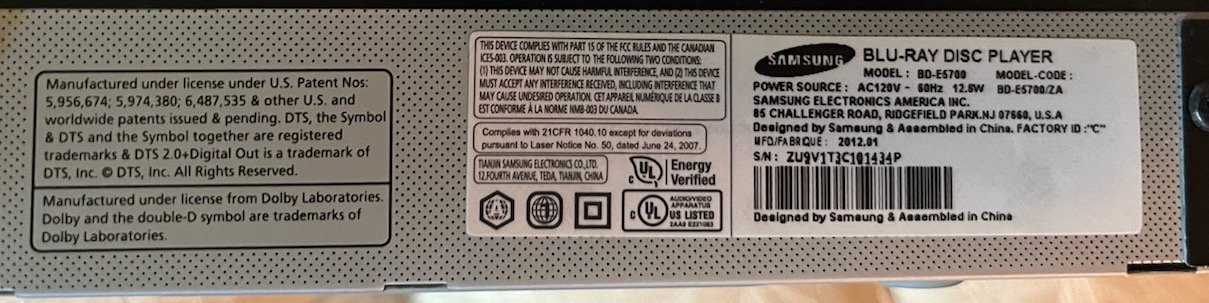 Manufactured under license under U.S. Patent Nos:
5,956,674; 5,974,380; 6,487,535 & other U.S. and
worldwide patents issued & pending. DTS, the Symbol
& DTS and the Symbol together are registered
trademarks & DTS 2.0+Digital Out is a trademark of
DTS, Inc. © DTS, Inc. All Rights Reserved.
Manufactured under license from Dolby Laboratories.
Dolby and the double-D symbol are trademarks of
Dolby Laboratories.
THIS DEVICE COMPLIES WITH PART 15 OF THE FCC RULES AND THE CANADIAN
ICES-003. OPERATION IS SUBJECT TO THE FOLLOWING TWO CONDITIONS:
(1) THIS DEVICE MAY NOT CAUSE HARMFUL INTERFERENCE, AND (2) THIS DEVICE
MUST ACCEPT ANY INTERFERENCE RECEIVED, INCLUDING INTERFERENCE THAT
MAY CAUSE UNDESIRED OPERATION. CET APPAREIL NUMÉRIQUE DE LA CLASSE B
EST CONFORME À LA NORME NMB-003 DU CANADA.
Complies with 21CFR 1040.10 except for deviations
pursuant to Laser Notice No. 50, dated June 24, 2007.
TIANJIN SAMSUNG ELECTRONICS CO.,LTD.
12,FOURTH AVENUE, TEDA, TIANJIN, CHINA
C UL Energy
Verified
C UL AUDIO/VIDEO
APPARATUS
US LISTED
2AA9 E221083
SAMSUNG BLU-RAY DISC PLAYER
MODEL : BD-E5700 MODEL-CODE :
POWER SOURCE : AC120V ~ 60Hz 12.5W BD-E5700/ZA
SAMSUNG ELECTRONICS AMERICA INC.
85 CHALLENGER ROAD, RIDGEFIELD PARK.NJ 07660, U.S.A
Designed by Samsung & Assembled in China. FACTORY ID :"C"
MFD/FABRIQUE : 2012.01
S/N : ZU9V1T3C101434P
Designed by Samsung & Assembled in China